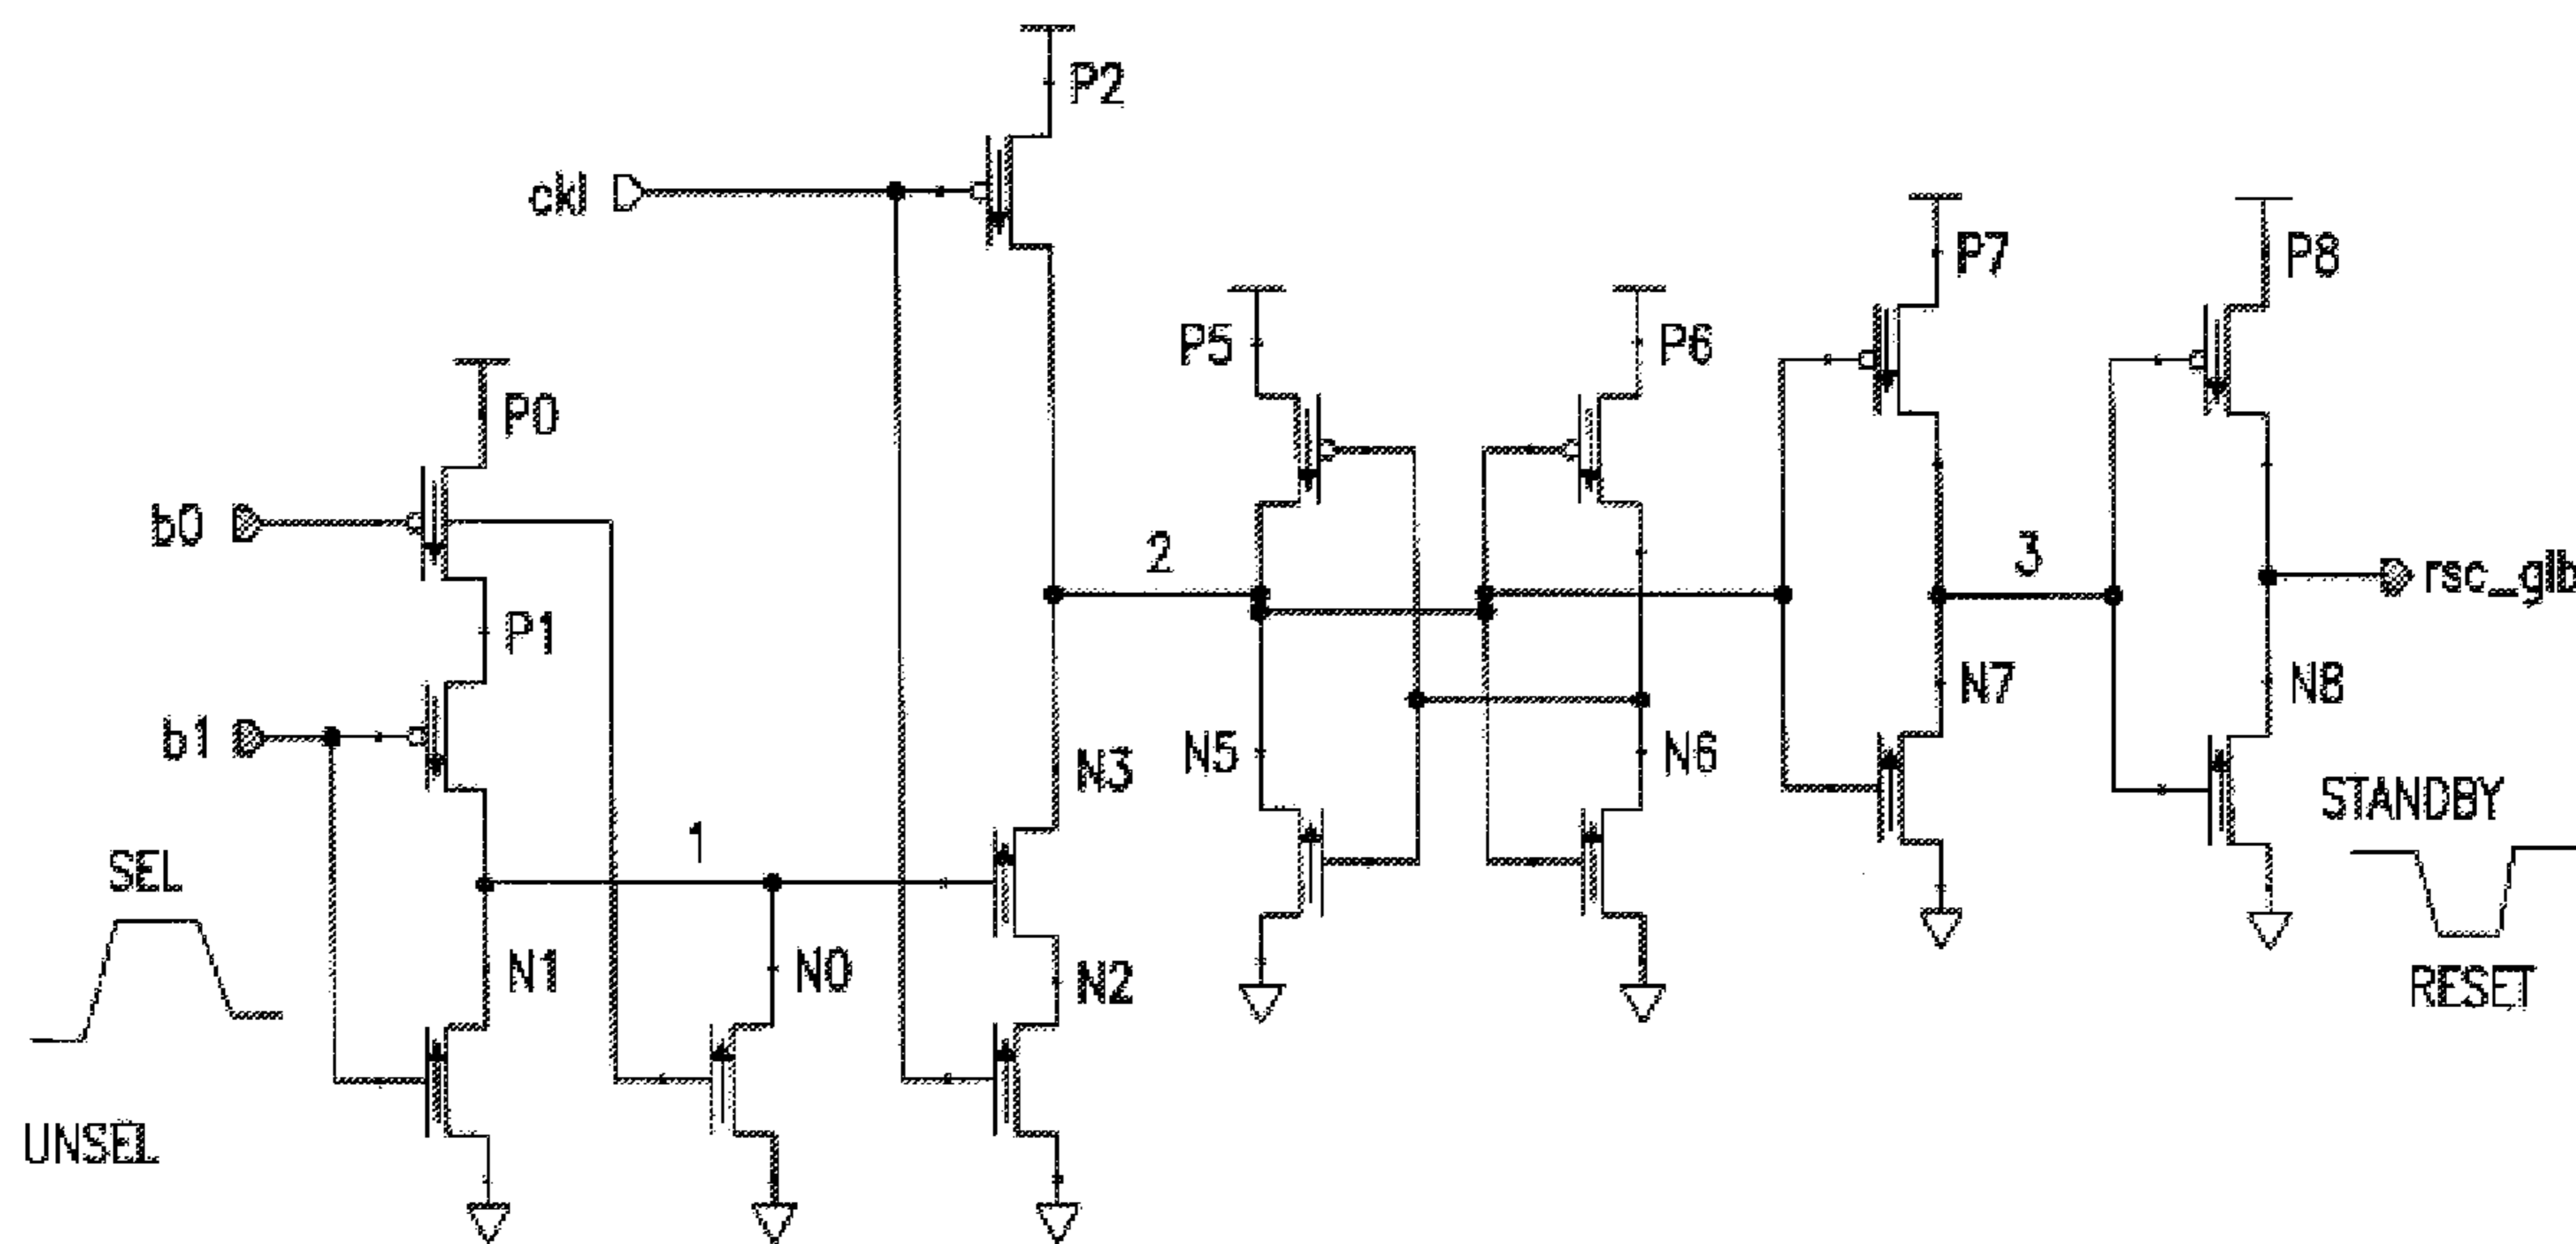 P2
ckl
P7
P8
P5
P6
P0
b0
2
3
rsc_glb
P1
b1
N7
N8
N3
N5
N6
STANDBY
1
SEL
N1
N0
N2
RESET
UNSEL